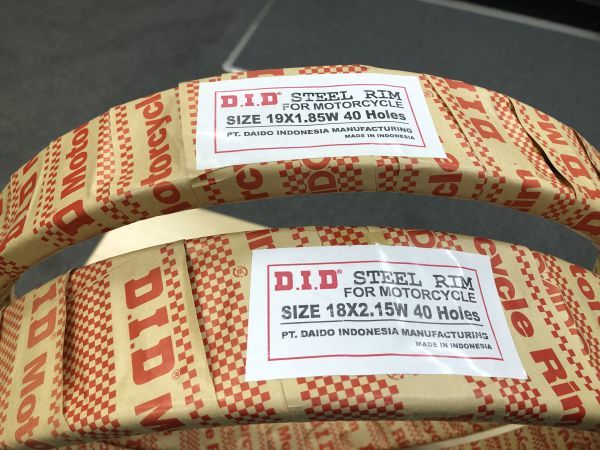 D.I.D® STEEL RIM
FOR MOTORCYCLE
SIZE 19X1.85W 40 Holes
PT. DAIDO INDONESIA MANUFACTURING
MADE IN INDONESIA
D.I.D® STEEL RIM
FOR MOTORCYCLE
SIZE 18X2.15W 40 Holes
PT. DAIDO INDONESIA MANUFACTURING
MADE IN INDONESIA
D.I.D